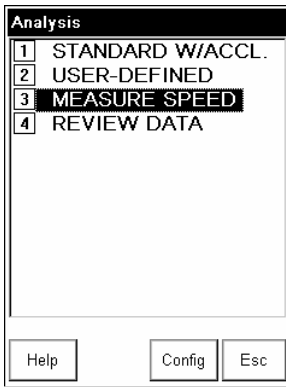 Analysis
1 STANDARD W/ACCL.
2 USER-DEFINED
3 MEASURE SPEED
4 REVIEW DATA
Help Config Esc